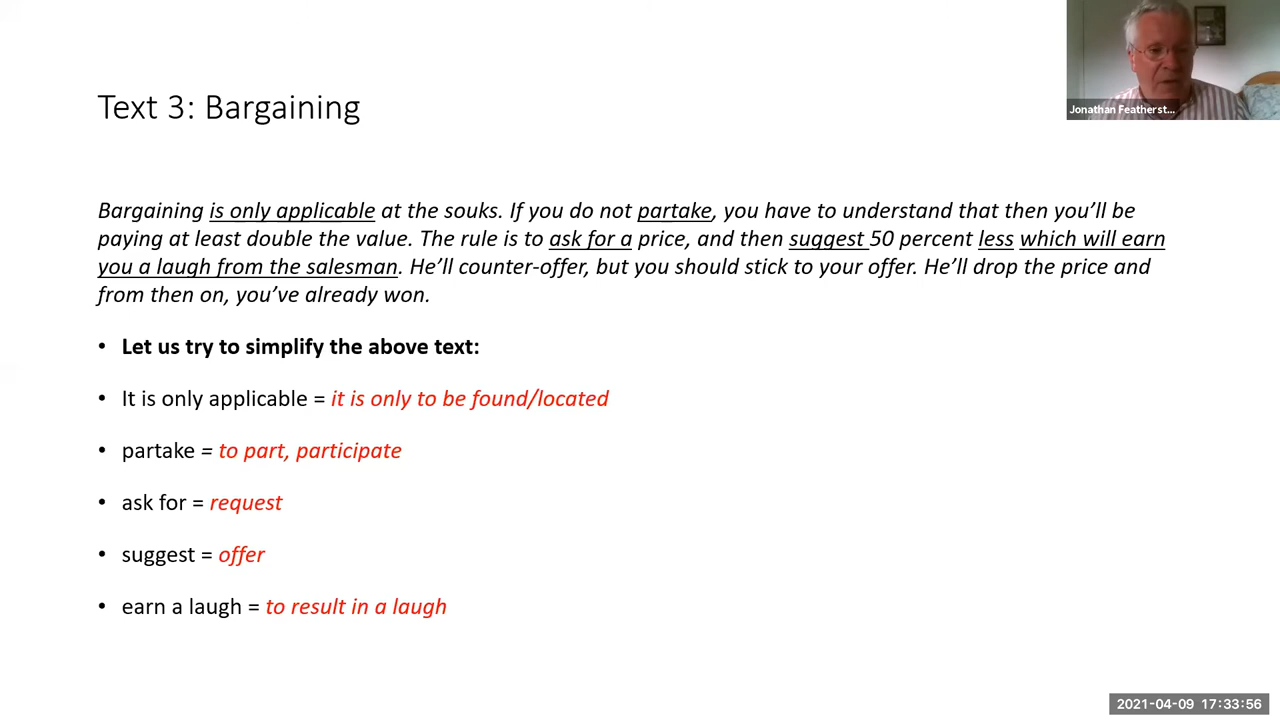 Jonathan Featherst...
Text 3: Bargaining
Bargaining is only applicable at the souks. If you do not partake, you have to understand that then you’ll be
paying at least double the value. The rule is to ask for a price, and then suggest 50 percent less which will earn
you a laugh from the salesman. He’ll counter-offer, but you should stick to your offer. He’ll drop the price and
from then on, you’ve already won.
• Let us try to simplify the above text:
• It is only applicable = it is only to be found/located
• partake = to part, participate
• ask for = request
• suggest = offer
• earn a laugh = to result in a laugh
2021-04-09 17:33:56